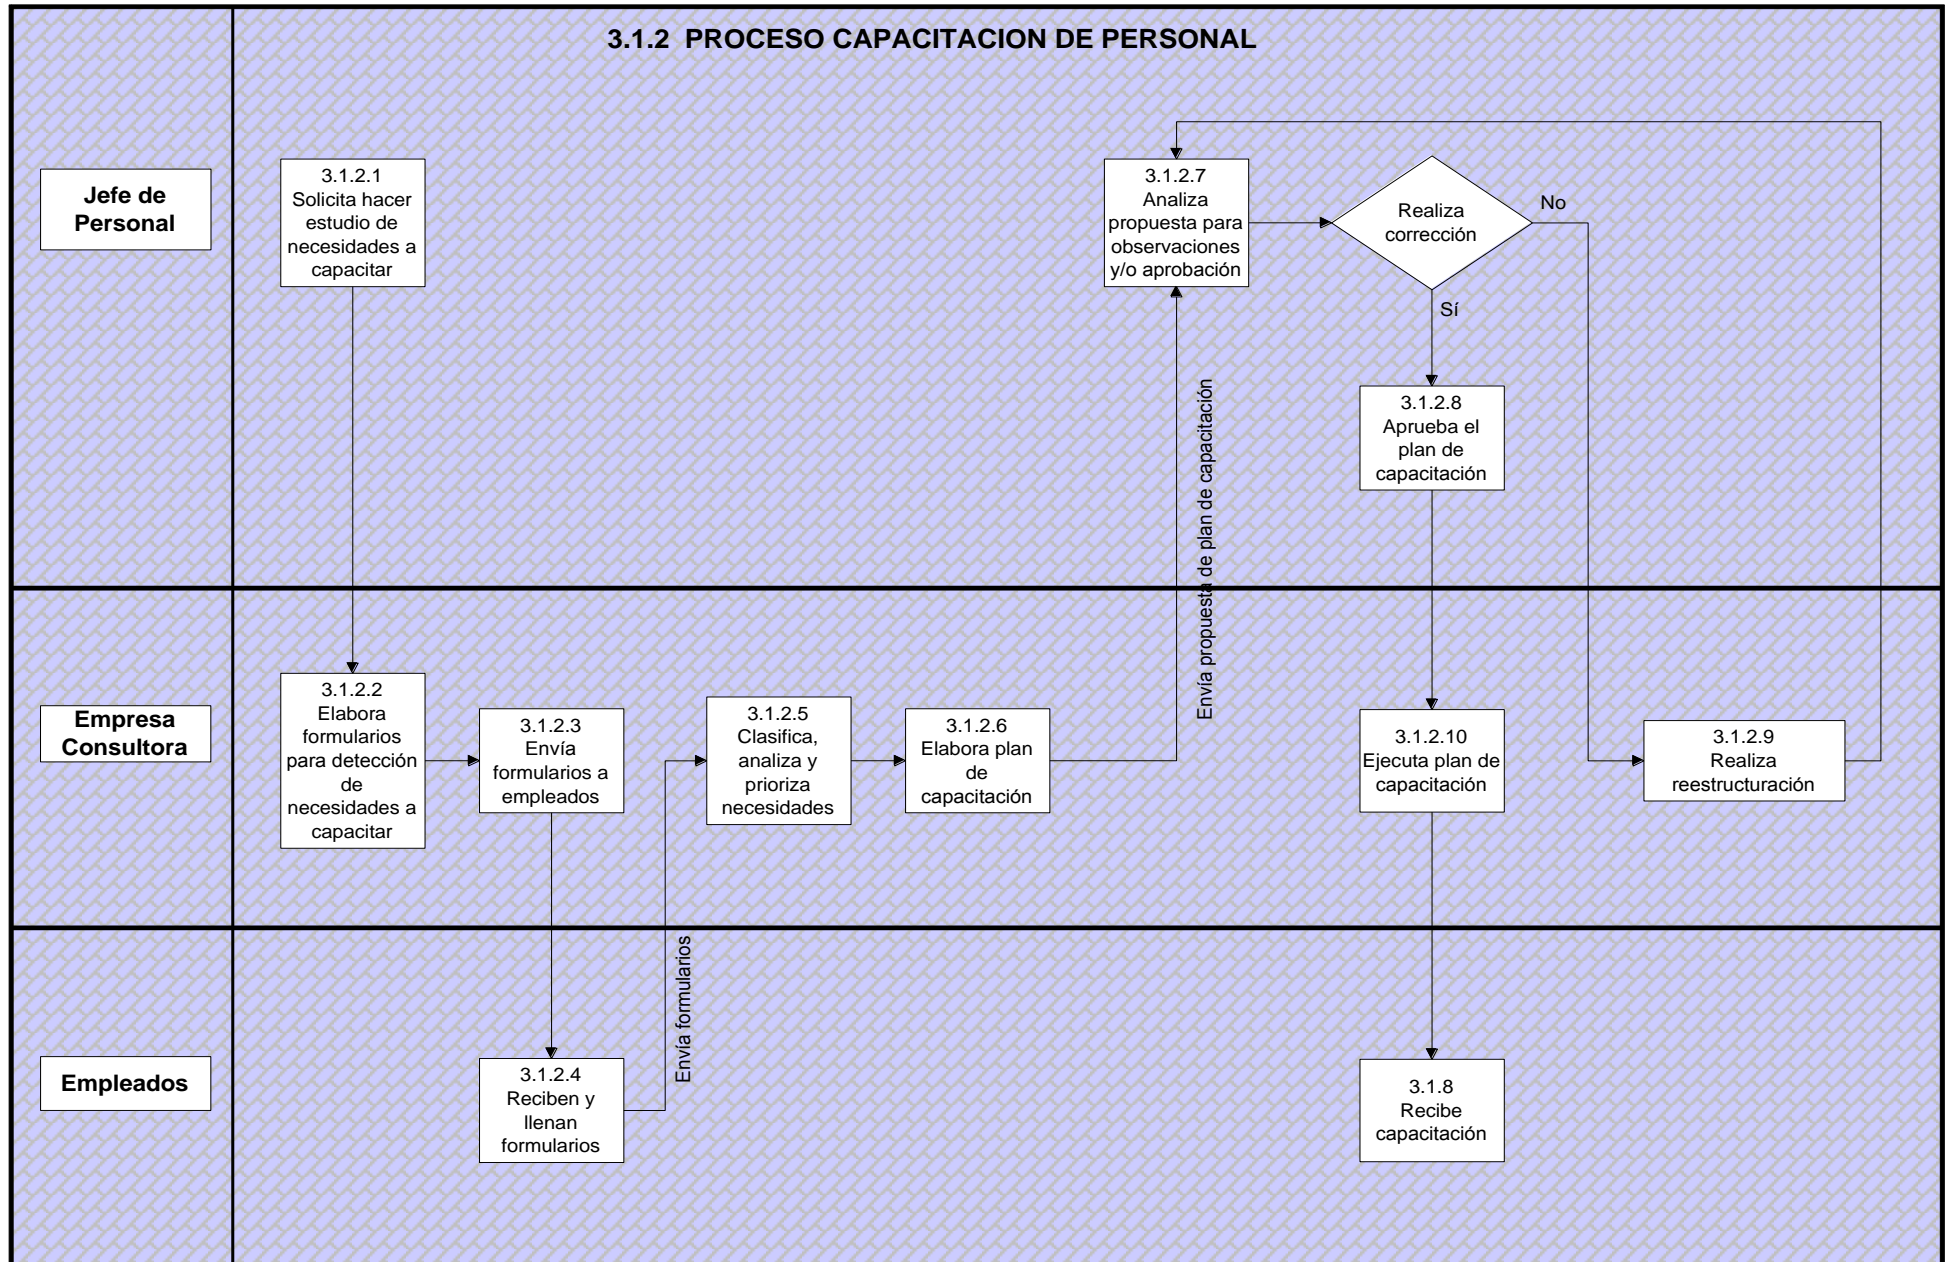 3.1.2 PROCESO CAPACITACION DE PERSONAL
Jefe de
Personal
3.1.2.1
Solicita hacer
estudio de
necesidades a
capacitar
3.1.2.7
Analiza
propuesta para
observaciones
y/o aprobación
Realiza
corrección
No
Sí
3.1.2.8
Aprueba el
plan de
capacitación
Envía propuesta de plan de capacitación
Empresa
Consultora
3.1.2.2
Elabora
formularios
para detección
de
necesidades a
capacitar
3.1.2.3
Envía
formularios a
empleados
3.1.2.5
Clasifica,
analiza y
prioriza
necesidades
3.1.2.6
Elabora plan
de
capacitación
3.1.2.10
Ejecuta plan de
capacitación
3.1.2.9
Realiza
reestructuración
Empleados
3.1.2.4
Reciben y
llenan
formularios
Envía formularios
3.1.8
Recibe
capacitación